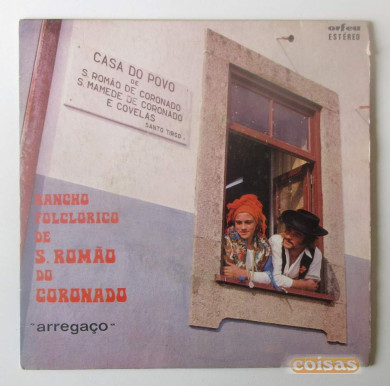 orfeu
ESTÉREO
CASA DO POVO
DE
S. ROMÃO DE CORONADO
S. MAMEDE DE CORONADO
E COVELAS
SANTO TIRSO
RANCHO
FOLCLÓRICO
DE
S. ROMÃO
DO
CORONADO
"arregaço"
coisas